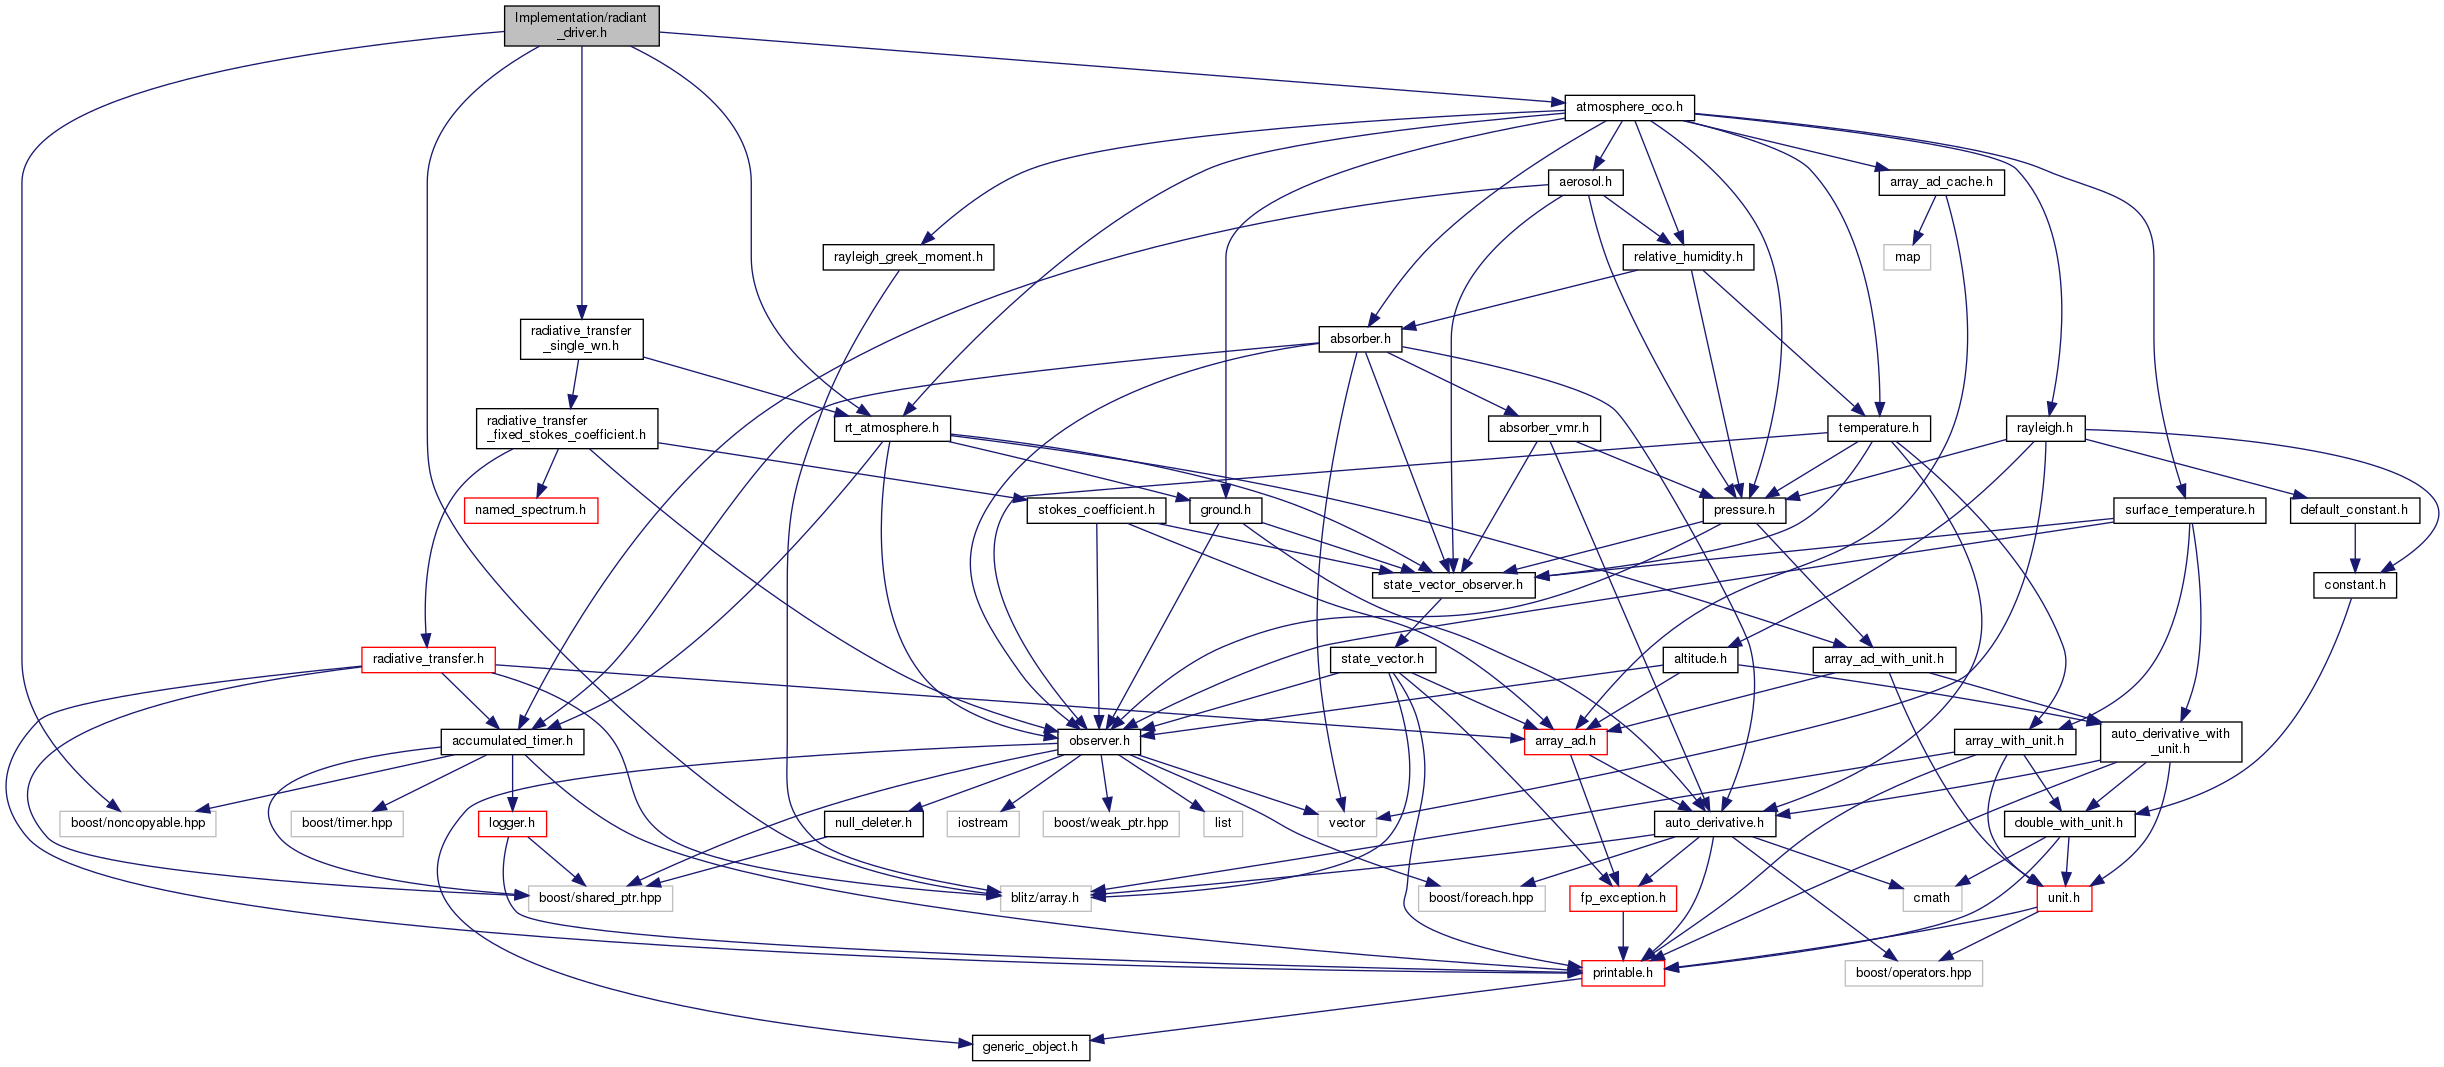 Implementation/radiant
_driver.h
atmosphere_oco.h
aerosol.h
array_ad_cache.h
rayleigh_greek_moment.h
relative_humidity.h
map
radiative_transfer
_single_wn.h
absorber.h
radiative_transfer
_fixed_stokes_coefficient.h
rt_atmosphere.h
absorber_vmr.h
temperature.h
rayleigh.h
named_spectrum.h
stokes_coefficient.h
ground.h
pressure.h
surface_temperature.h
default_constant.h
state_vector_observer.h
constant.h
radiative_transfer.h
state_vector.h
altitude.h
array_ad_with_unit.h
accumulated_timer.h
observer.h
array_ad.h
array_with_unit.h
auto_derivative_with
_unit.h
boost/noncopyable.hpp
boost/timer.hpp
logger.h
null_deleter.h
iostream
boost/weak_ptr.hpp
list
vector
auto_derivative.h
double_with_unit.h
boost/shared_ptr.hpp
blitz/array.h
boost/foreach.hpp
fp_exception.h
cmath
unit.h
printable.h
boost/operators.hpp
generic_object.h